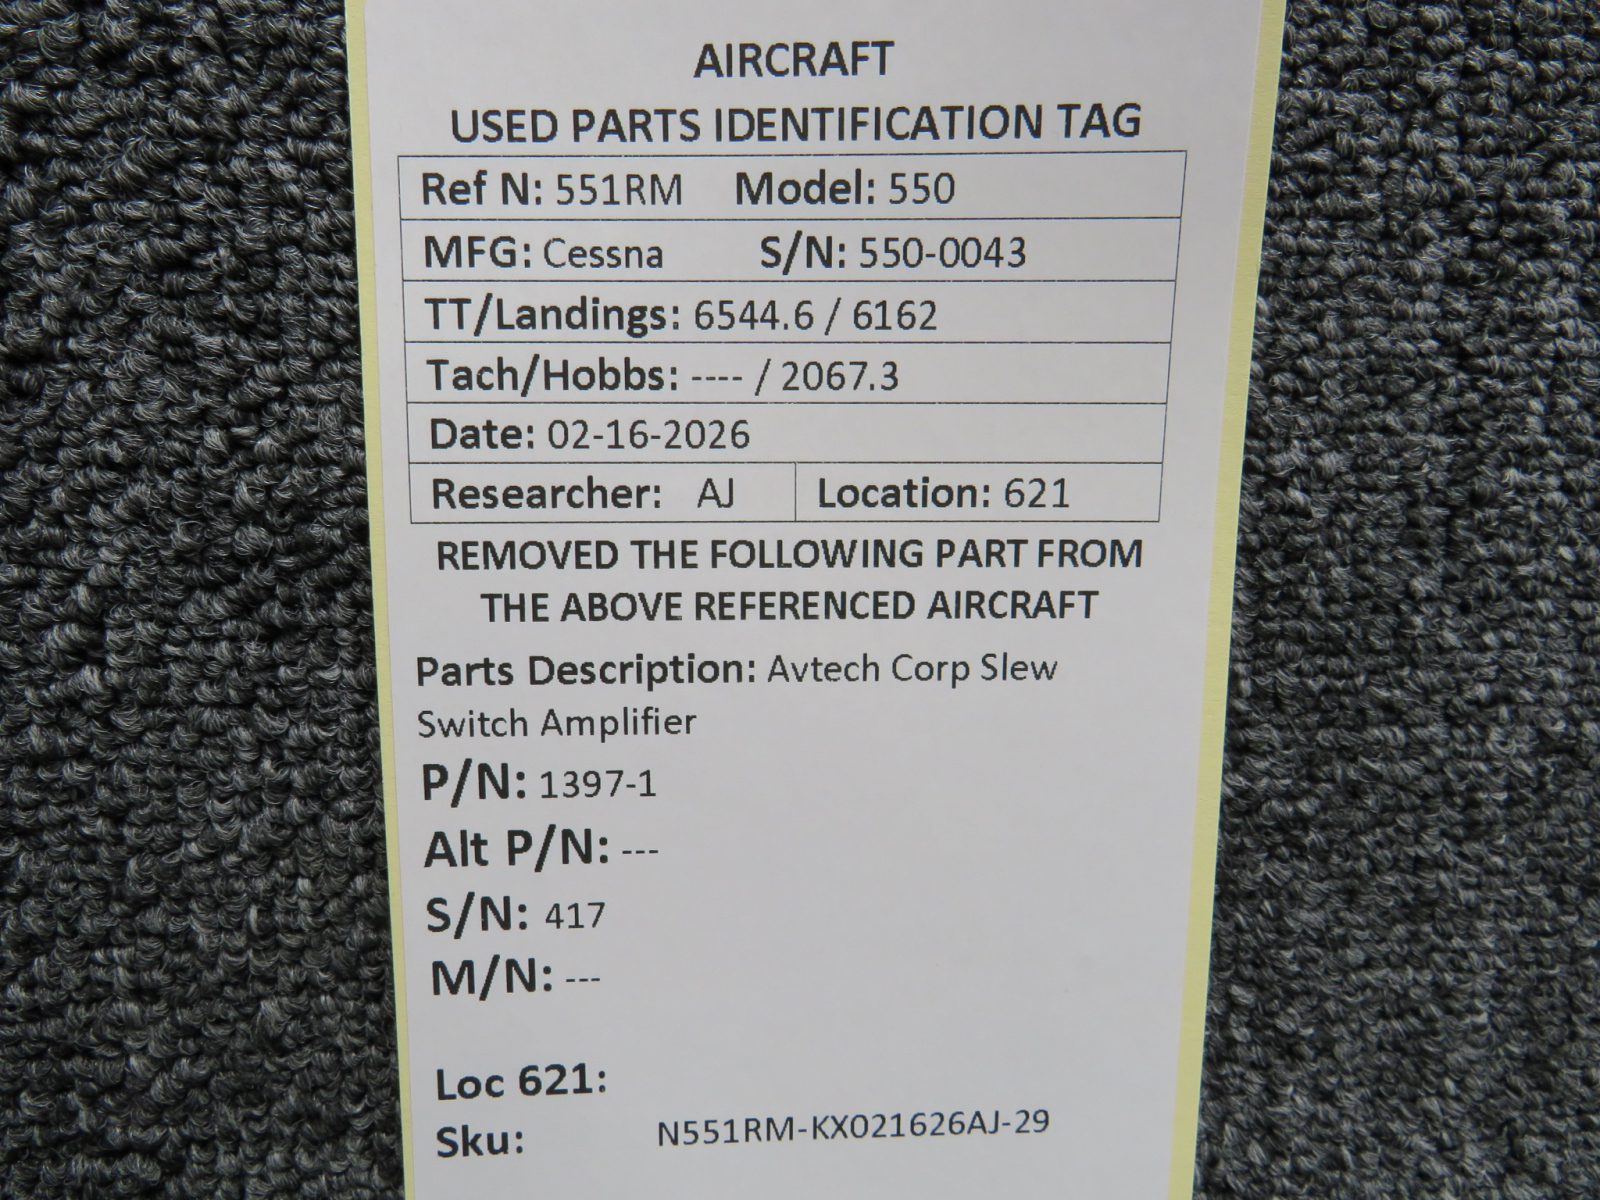 AIRCRAFT
USED PARTS IDENTIFICATION TAG
Ref N: 551RM Model: 550
MFG: Cessna S/N: 550-0043
TT/Landings: 6544.6 / 6162
Tach/Hobbs: ---- / 2067.3
Date: 02-16-2026
Researcher: AJ Location: 621
REMOVED THE FOLLOWING PART FROM
THE ABOVE REFERENCED AIRCRAFT
Parts Description: Avtech Corp Slew
Switch Amplifier
P/N: 1397-1
Alt P/N: ---
S/N: 417
M/N: ---
Loc 621:
Sku: N551RM-KX021626AJ-29